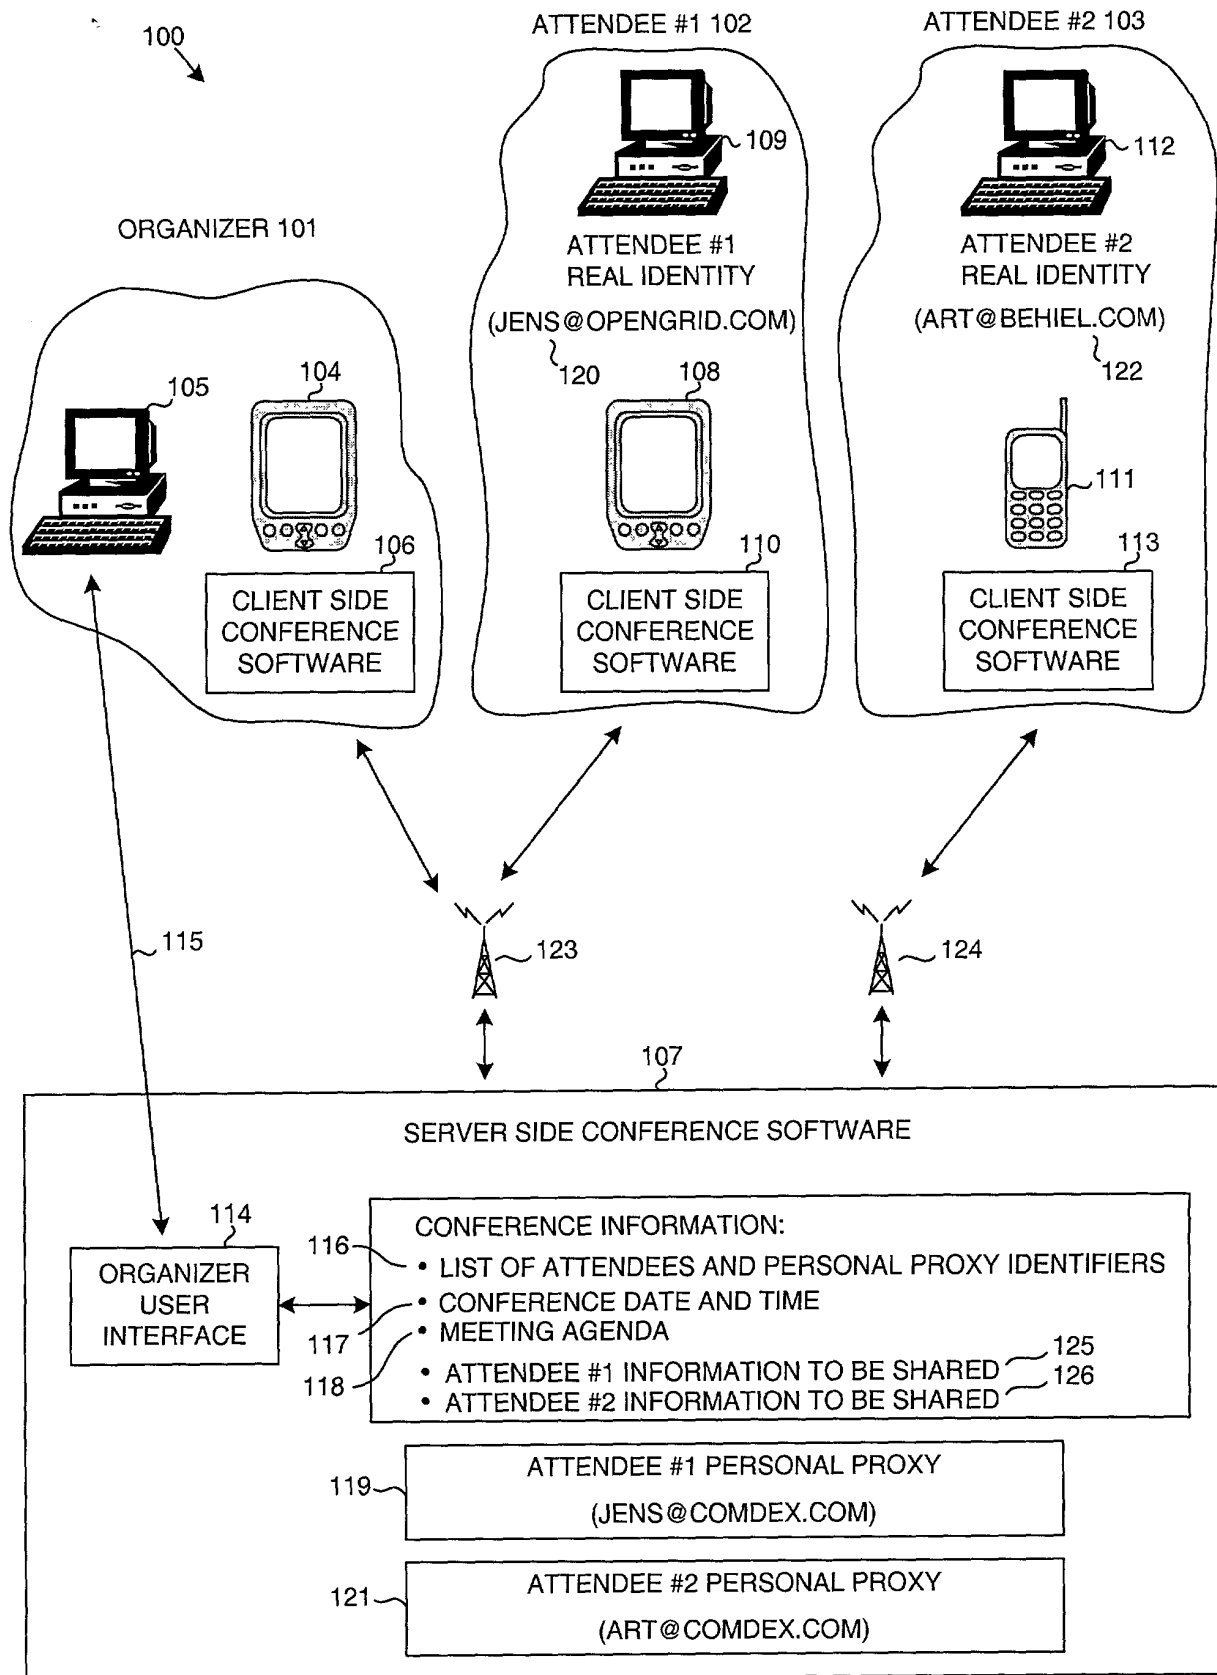 100
ATTENDEE #1 102
ATTENDEE #2 103
109
112
ORGANIZER 101
ATTENDEE #1
REAL IDENTITY
(JENS@OPENGRID.COM)
120
ATTENDEE #2
REAL IDENTITY
(ART@BEHIEL.COM)
122
105
104
108
111
106
CLIENT SIDE
CONFERENCE
SOFTWARE
110
CLIENT SIDE
CONFERENCE
SOFTWARE
113
CLIENT SIDE
CONFERENCE
SOFTWARE
115
123
124
107
SERVER SIDE CONFERENCE SOFTWARE
114
ORGANIZER
USER
INTERFACE
CONFERENCE INFORMATION:
116
• LIST OF ATTENDEES AND PERSONAL PROXY IDENTIFIERS
117
• CONFERENCE DATE AND TIME
118
• MEETING AGENDA
• ATTENDEE #1 INFORMATION TO BE SHARED
125
• ATTENDEE #2 INFORMATION TO BE SHARED
126
119
ATTENDEE #1 PERSONAL PROXY
(JENS@COMDEX.COM)
121
ATTENDEE #2 PERSONAL PROXY
(ART@COMDEX.COM)